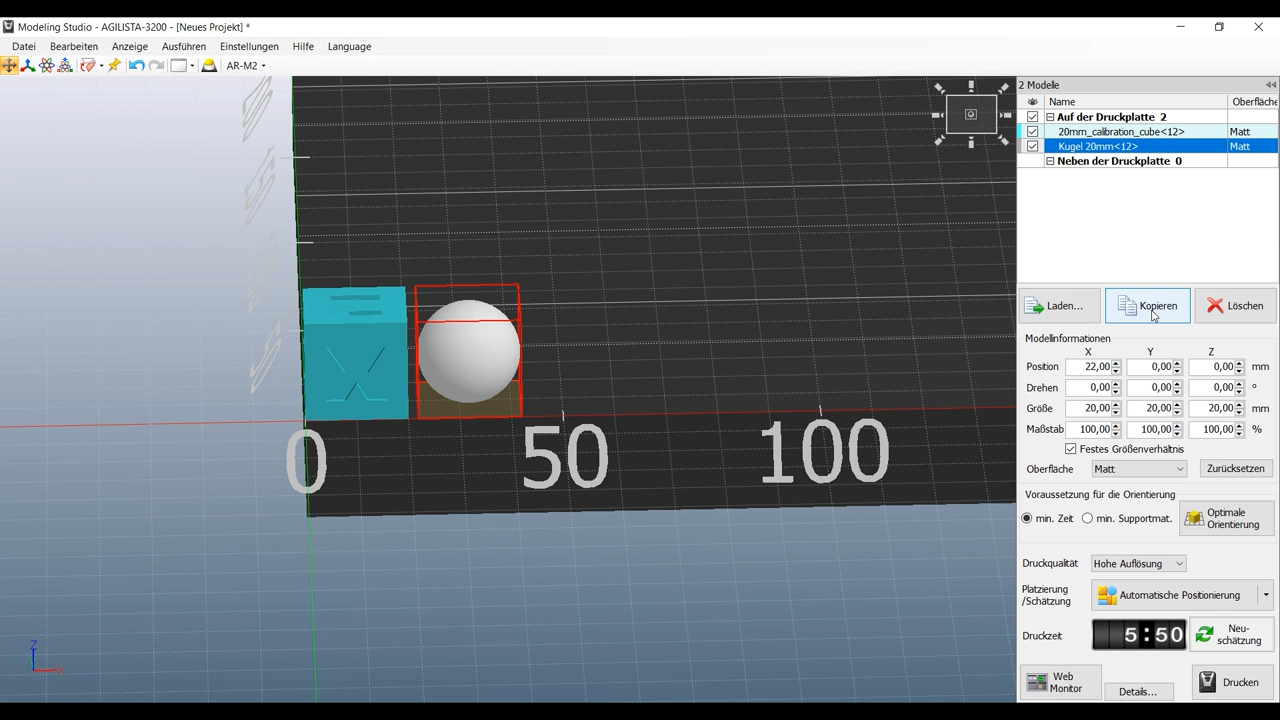 Modeling Studio - AGILISTA-3200 - [Neues Projekt] *
Datei Bearbeiten Anzeige Ausführen Einstellungen Hilfe Language
AR-M2
2 Modelle
Name Oberfläche
Auf der Druckplatte 2
20mm_calibration_cube<12> Matt
Kugel 20mm<12> Matt
Neben der Druckplatte 0
Laden... Kopieren Löschen
Modelinformationen
X Y Z
Position 22,00 0,00 0,00 mm
Drehen 0,00 0,00 0,00 °
Größe 20,00 20,00 20,00 mm
Maßstab 100,00 100,00 100,00 %
Festes Größenverhältnis
Oberfläche Matt Zurücksetzen
Voraussetzung für die Orientierung
min. Zeit min. Supportmat. Optimale Orientierung
Druckqualität Hohe Auflösung
Platzierung /Schätzung Automatische Positionierung
Druckzeit 5:50 Neu-schätzung
Web Monitor Details... Drucken
0 50 100
X
Z X